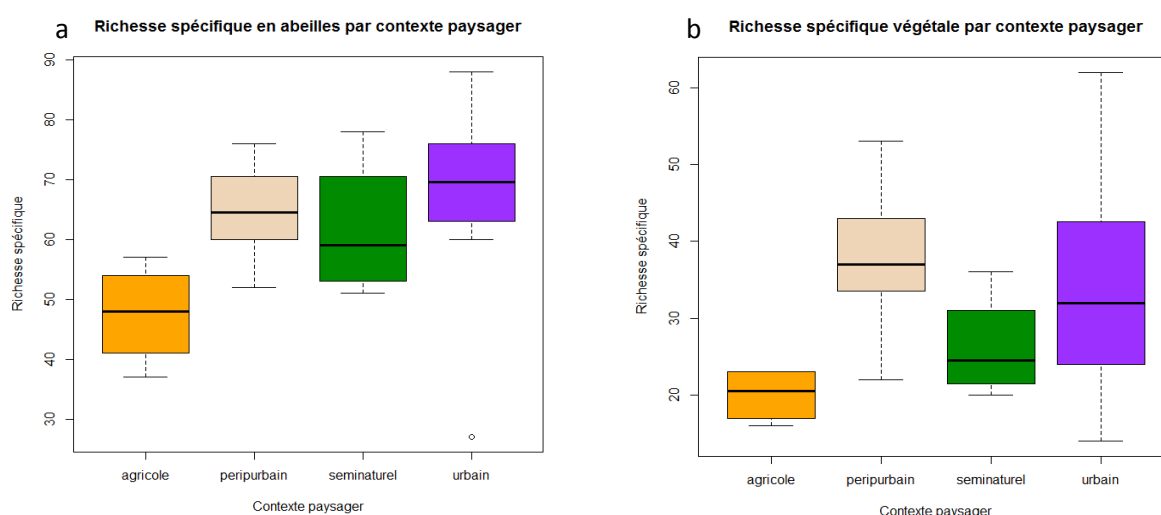 a
Richesse spécifique en abeilles par contexte paysager
Richesse spécifique
90
80
70
60
50
40
30
agricole
peripurbain
seminaturel
urbain
Contexte paysager
b
Richesse spécifique végétale par contexte paysager
Richesse spécifique
60
50
40
30
20
agricole
peripurbain
seminaturel
urbain
Contexte paysager